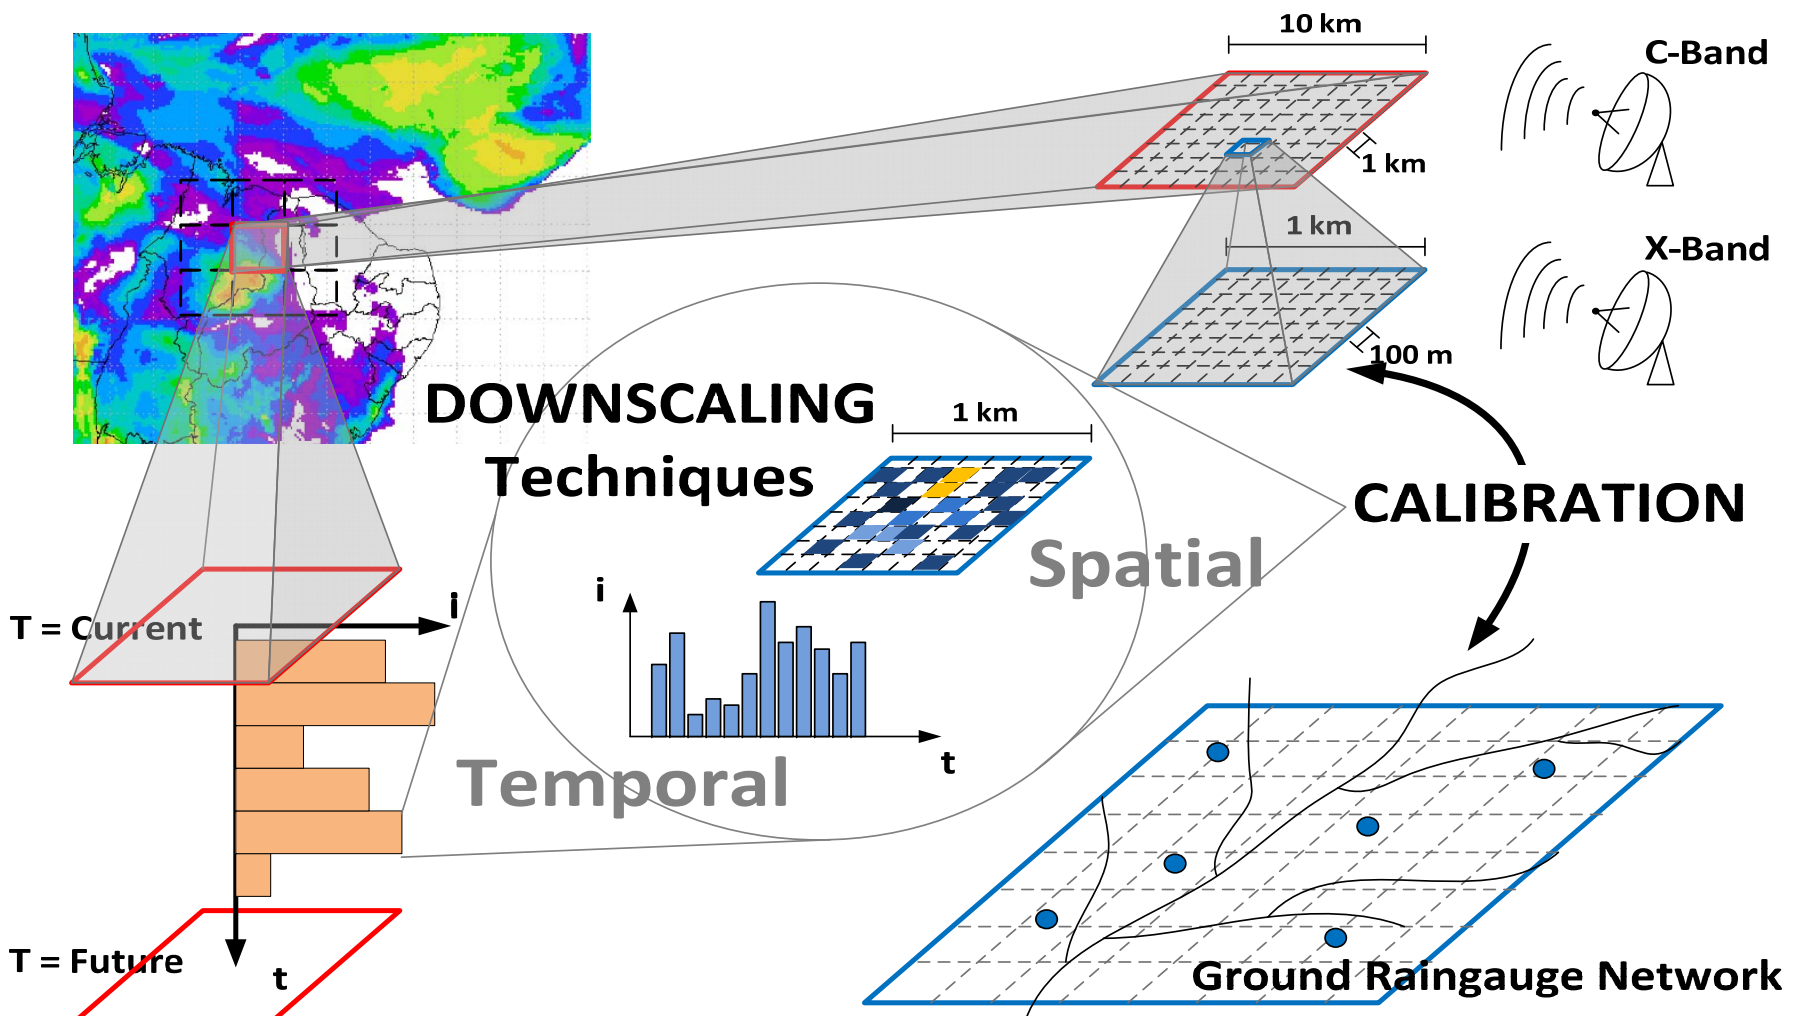 10 km
C-Band
1 km
1 km
X-Band
100 m
DOWNSCALING
Techniques
1 km
CALIBRATION
Spatial
i
i
T = Current
t
Temporal
T = Future
t
Ground Raingauge Network